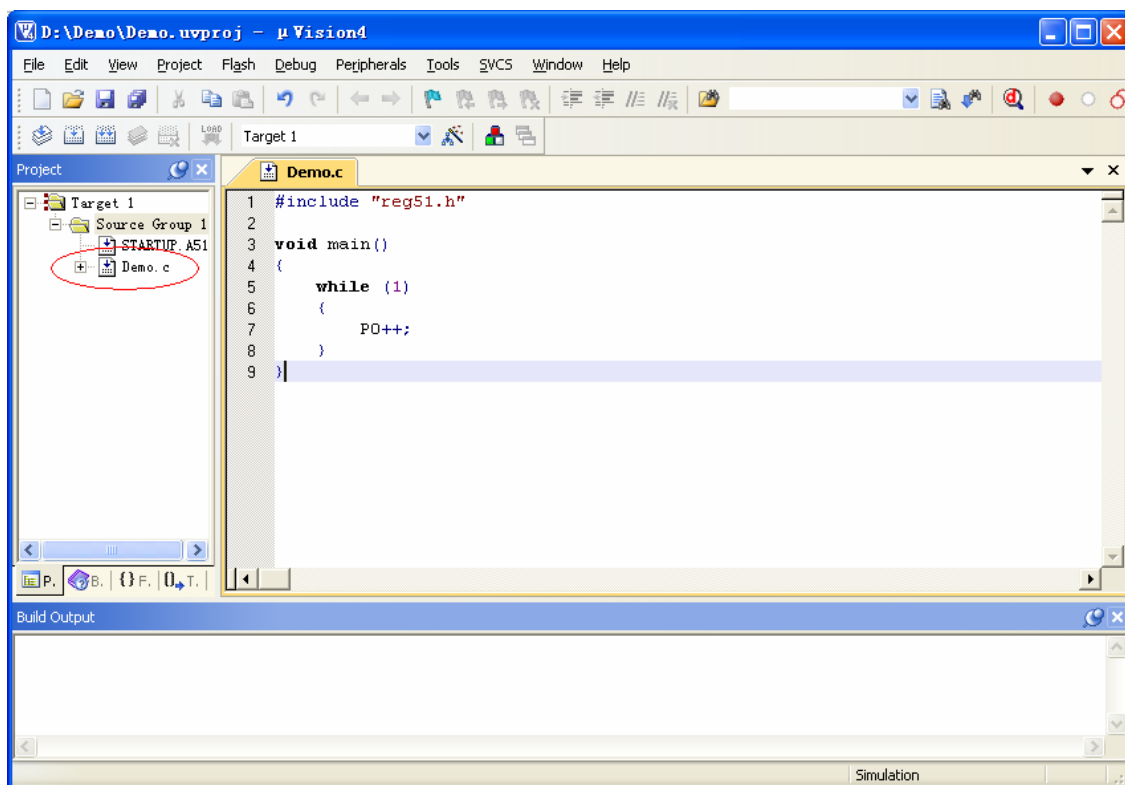 D:\Demo\Demo.uvproj - µVision4
File Edit View Project Flash Debug Peripherals Tools SVCS Window Help
LOAD Target 1
Project
Demo.c
Target 1
Source Group 1
STARTUP.A51
Demo.c
1 #include "reg51.h"
2
3 void main()
4 {
5 while (1)
6 {
7 P0++;
8 }
9 }
P. B. {} F. 0 T.
Build Output
Simulation